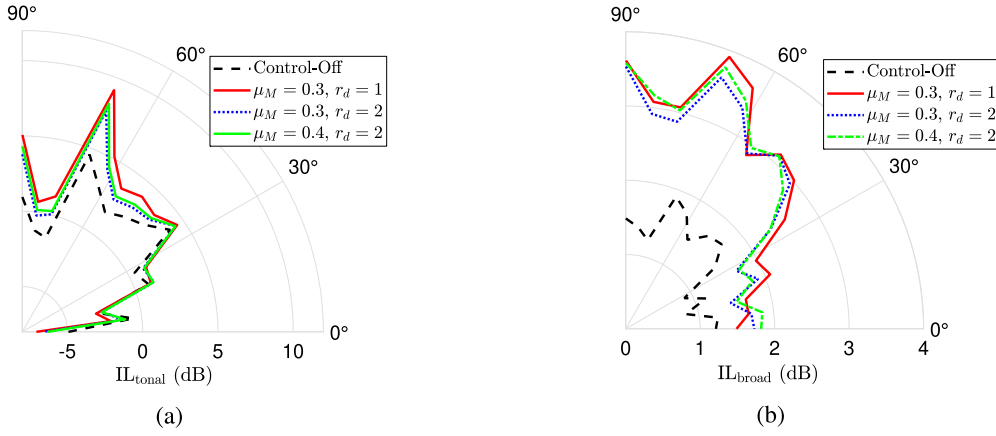 90°
60°
30°
0°
Control-Off
μ_M = 0.3, r_d = 1
μ_M = 0.3, r_d = 2
μ_M = 0.4, r_d = 2
-5 0 5 10
IL_tonal (dB)
(a)
90°
60°
30°
0°
Control-Off
μ_M = 0.3, r_d = 1
μ_M = 0.3, r_d = 2
μ_M = 0.4, r_d = 2
0 1 2 3 4
IL_broad (dB)
(b)